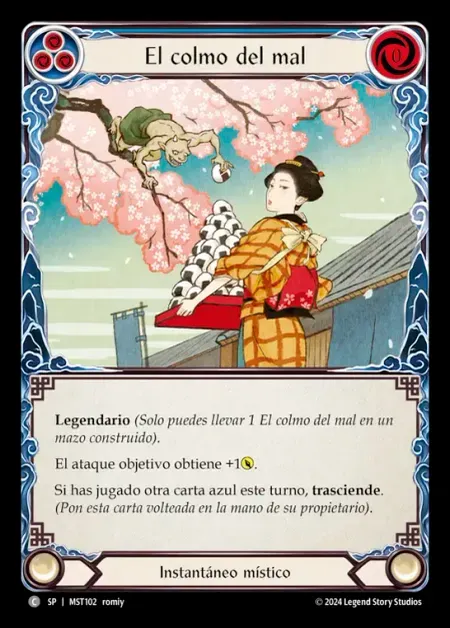 El colmo del mal
0
Legendario (Solo puedes llevar 1 El colmo del mal en un
mazo construido).
El ataque objetivo obtiene +1.
Si has jugado otra carta azul este turno, trasciende.
(Pon esta carta volteada en la mano de su propietario).
Instantáneo místico
C SP | MST102 romiy
© 2024 Legend Story Studios